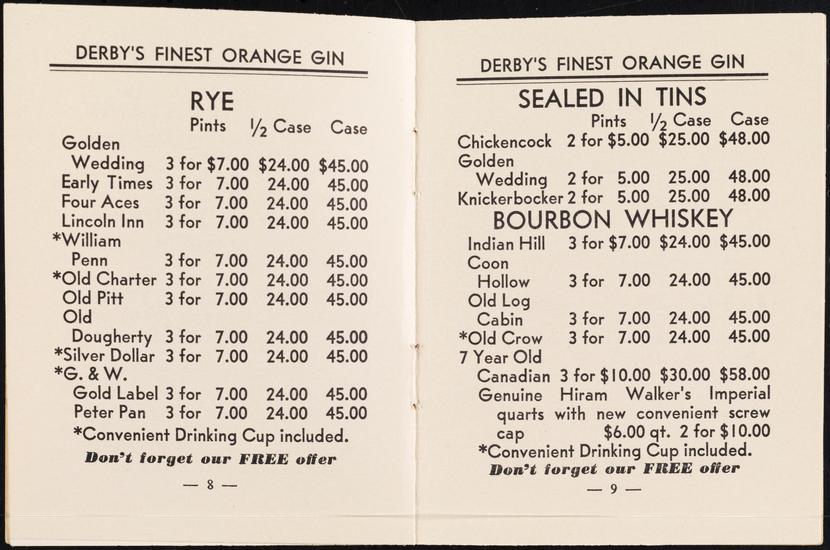 DERBY'S FINEST ORANGE GIN
RYE
Pints ½ Case Case
Golden
Wedding 3 for $7.00 $24.00 $45.00
Early Times 3 for 7.00 24.00 45.00
Four Aces 3 for 7.00 24.00 45.00
Lincoln Inn 3 for 7.00 24.00 45.00
*William
Penn 3 for 7.00 24.00 45.00
*Old Charter 3 for 7.00 24.00 45.00
Old Pitt 3 for 7.00 24.00 45.00
Old
Dougherty 3 for 7.00 24.00 45.00
*Silver Dollar 3 for 7.00 24.00 45.00
*G. & W.
Gold Label 3 for 7.00 24.00 45.00
Peter Pan 3 for 7.00 24.00 45.00
*Convenient Drinking Cup included.
Don't forget our FREE offer
— 8 —
DERBY'S FINEST ORANGE GIN
SEALED IN TINS
Pints ½ Case Case
Chickencock 2 for $5.00 $25.00 $48.00
Golden
Wedding 2 for 5.00 25.00 48.00
Knickerbocker 2 for 5.00 25.00 48.00
BOURBON WHISKEY
Indian Hill 3 for $7.00 $24.00 $45.00
Coon
Hollow 3 for 7.00 24.00 45.00
Old Log
Cabin 3 for 7.00 24.00 45.00
*Old Crow 3 for 7.00 24.00 45.00
7 Year Old
Canadian 3 for $10.00 $30.00 $58.00
Genuine Hiram Walker's Imperial
quarts with new convenient screw
cap $6.00 qt. 2 for $10.00
*Convenient Drinking Cup included.
Don't forget our FREE offer
— 9 —